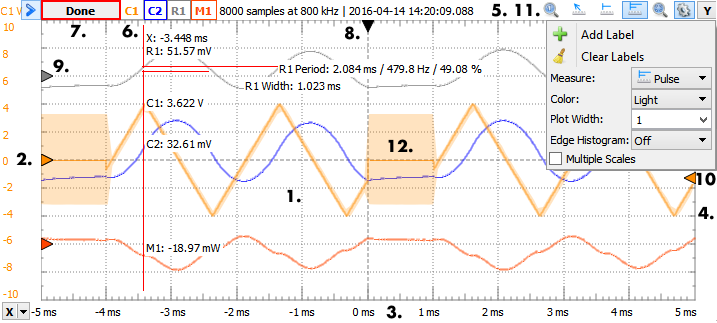 C1 V Done C1 C2 R1 M1 8000 samples at 800 kHz | 2016-04-14 14:20:09.088 5. 11. Y
7. 6. 8.
10
8
6
4
2
0
-2
-4
-6
-8
-10
9.
2.
X: -3.448 ms
R1: 51.57 mV
R1 Period: 2.084 ms / 479.8 Hz / 49.08 %
R1 Width: 1.023 ms
C1: 3.622 V
C2: 32.61 mV
12.
1.
10
4.
M1: -18.97 mW
Add Label
Clear Labels
Measure: Pulse
Color: Light
Plot Width: 1
Edge Histogram: Off
Multiple Scales
X -5 ms -4 ms -3 ms -2 ms -1 ms 0 ms 3. 1 ms 2 ms 3 ms 4 ms 5 ms